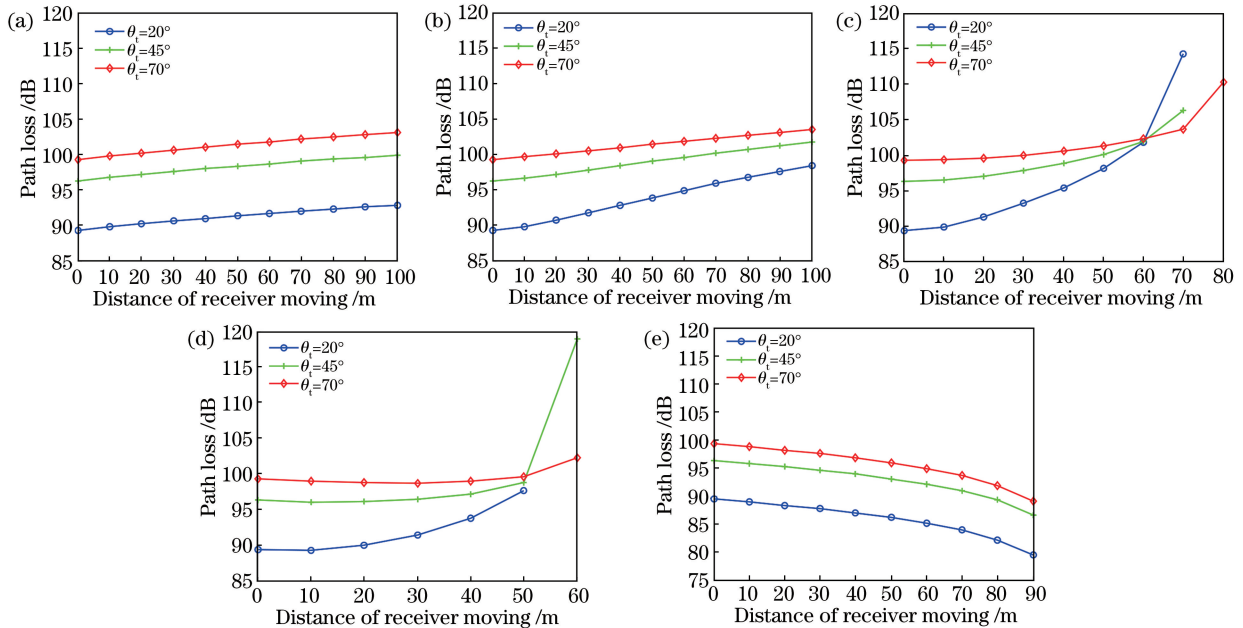 (a)
120
115
110
105
100
95
90
85
Path loss /dB
θt=20°
θt=45°
θt=70°
0 10 20 30 40 50 60 70 80 90 100
Distance of receiver moving /m
(b)
120
115
110
105
100
95
90
85
Path loss /dB
θt=20°
θt=45°
θt=70°
0 10 20 30 40 50 60 70 80 90 100
Distance of receiver moving /m
(c)
120
115
110
105
100
95
90
85
Path loss /dB
θt=20°
θt=45°
θt=70°
0 10 20 30 40 50 60 70 80
Distance of receiver moving /m
(d)
120
115
110
105
100
95
90
85
Path loss /dB
θt=20°
θt=45°
θt=70°
0 10 20 30 40 50 60
Distance of receiver moving /m
(e)
120
115
110
105
100
95
90
85
80
75
Path loss /dB
θt=20°
θt=45°
θt=70°
0 10 20 30 40 50 60 70 80 90
Distance of receiver moving /m